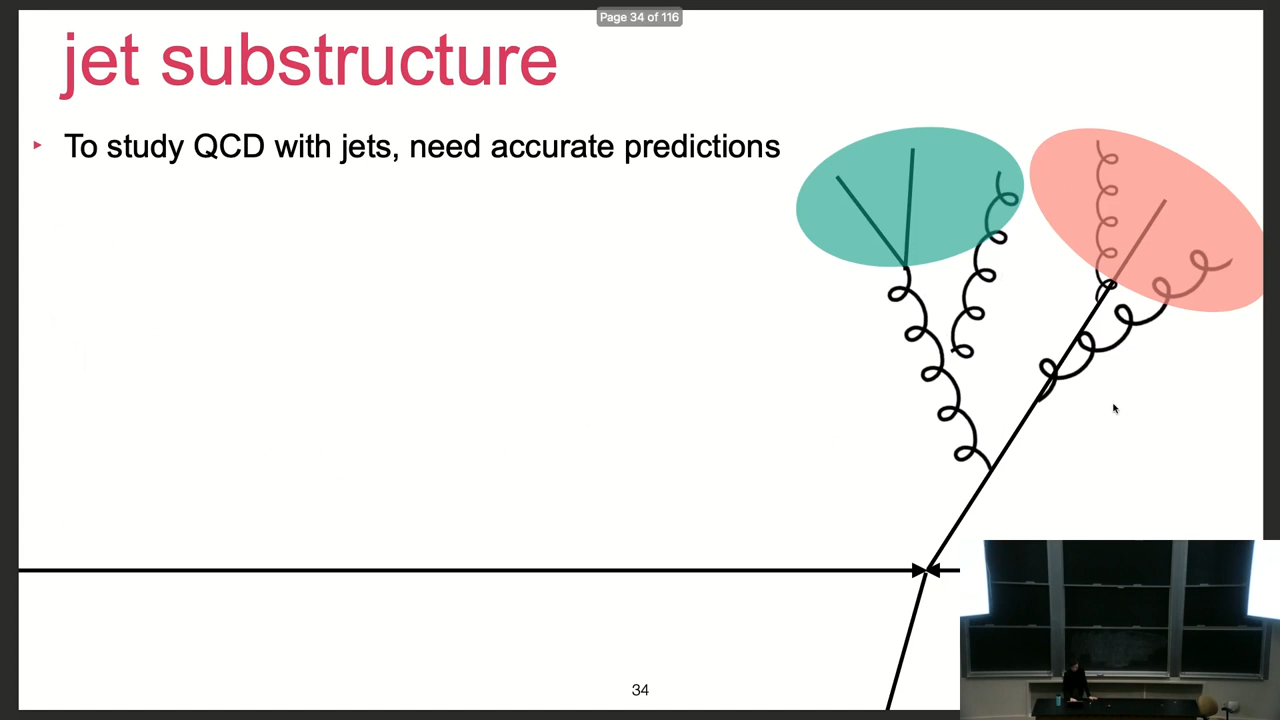 Page 34 of 116
jet substructure
‣ To study QCD with jets, need accurate predictions
34